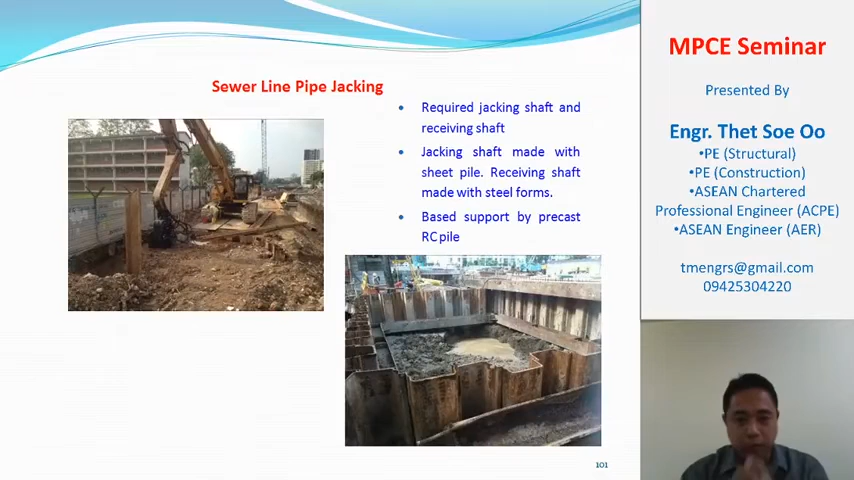 Sewer Line Pipe Jacking
• Required jacking shaft and
receiving shaft
• Jacking shaft made with
sheet pile. Receiving shaft
made with steel forms.
• Based support by precast
RC pile
101
MPCE Seminar
Presented By
Engr. Thet Soe Oo
•PE (Structural)
•PE (Construction)
•ASEAN Chartered
Professional Engineer (ACPE)
•ASEAN Engineer (AER)
tmengrs@gmail.com
09425304220